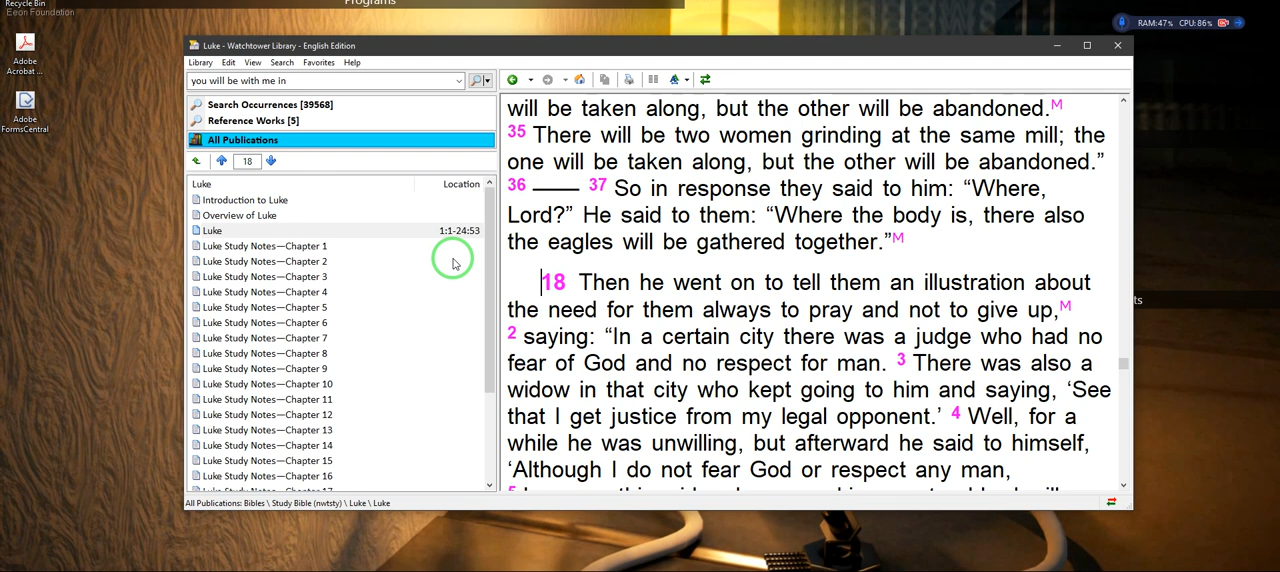 Recycle Bin
Programs
Eeon Foundation
RAM:47% CPU:86%
Adobe
Acrobat ...
Adobe
FormsCentral
Luke - Watchtower Library - English Edition
Library Edit View Search Favorites Help
you will be with me in
Search Occurrences [39568]
Reference Works [5]
All Publications
18
Luke Location
Introduction to Luke
Overview of Luke
Luke 1:1-24:53
Luke Study Notes—Chapter 1
Luke Study Notes—Chapter 2
Luke Study Notes—Chapter 3
Luke Study Notes—Chapter 4
Luke Study Notes—Chapter 5
Luke Study Notes—Chapter 6
Luke Study Notes—Chapter 7
Luke Study Notes—Chapter 8
Luke Study Notes—Chapter 9
Luke Study Notes—Chapter 10
Luke Study Notes—Chapter 11
Luke Study Notes—Chapter 12
Luke Study Notes—Chapter 13
Luke Study Notes—Chapter 14
Luke Study Notes—Chapter 15
Luke Study Notes—Chapter 16
Luke Study Notes—Chapter 17
will be taken along, but the other will be abandoned.M
35 There will be two women grinding at the same mill; the
one will be taken along, but the other will be abandoned.”
36 —— 37 So in response they said to him: “Where,
Lord?” He said to them: “Where the body is, there also
the eagles will be gathered together.”M
18 Then he went on to tell them an illustration about
the need for them always to pray and not to give up,M
2 saying: “In a certain city there was a judge who had no
fear of God and no respect for man. 3 There was also a
widow in that city who kept going to him and saying, ‘See
that I get justice from my legal opponent.’ 4 Well, for a
while he was unwilling, but afterward he said to himself,
‘Although I do not fear God or respect any man,
ts
All Publications: Bibles \ Study Bible (nwtsty) \ Luke \ Luke